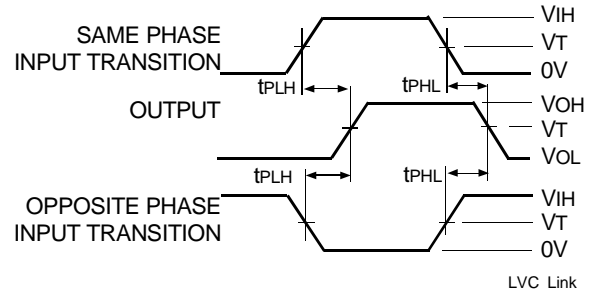 VIH
SAME PHASE
INPUT TRANSITION
VT
0V
tPLH
tPHL
OUTPUT
VOH
VT
VOL
tPLH
tPHL
VIH
OPPOSITE PHASE
INPUT TRANSITION
VT
0V
LVC Link